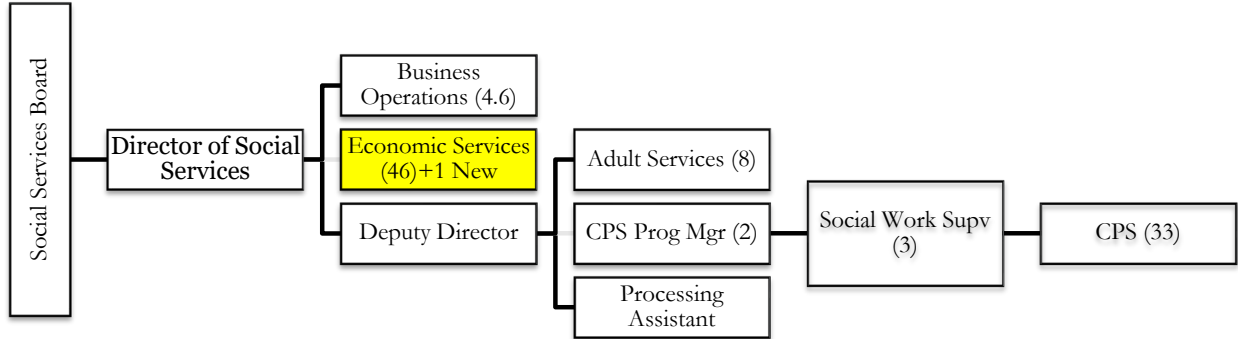 Social Services Board
Director of Social
Services
Business
Operations (4.6)
Economic Services
(46)+1 New
Deputy Director
Adult Services (8)
CPS Prog Mgr (2)
Processing
Assistant
Social Work Supv
(3)
CPS (33)